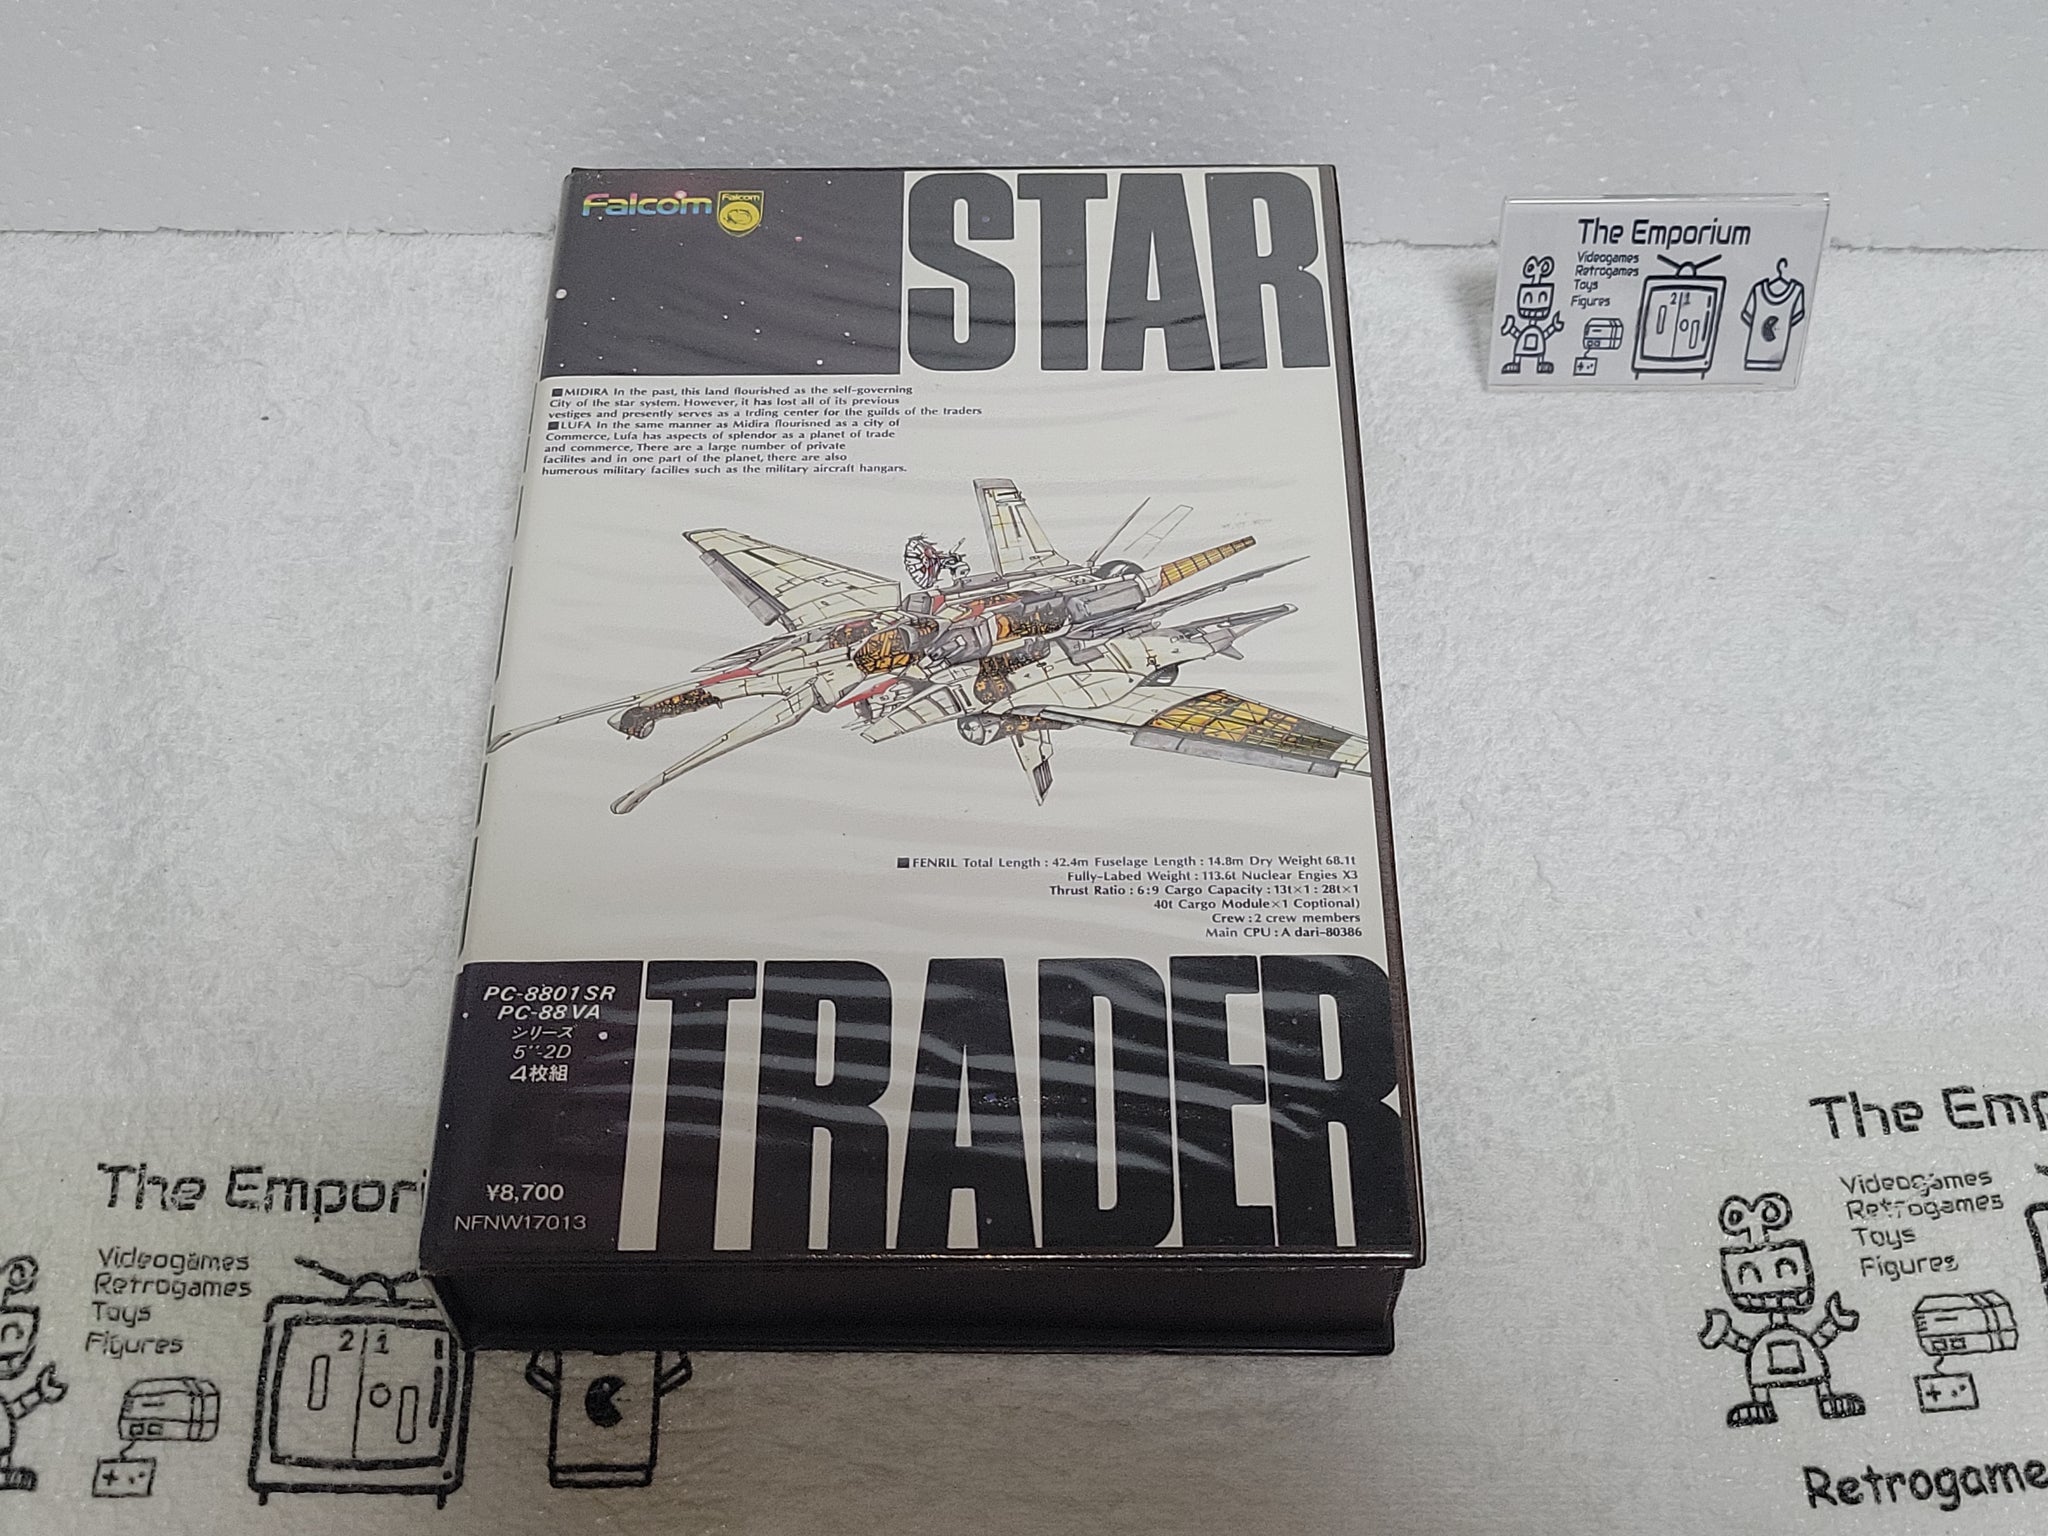 Falcom
Falcom
STAR
■MIDIRA In the past, this land flourished as the self-governing
City of the star system. However, it has lost all of its previous
vestiges and presently serves as a trding center for the guilds of the traders
■LUFA In the same manner as Midira flourisned as a city of
Commerce, Lufa has aspects of splendor as a planet of trade
and commerce, There are a large number of private
facilites and in one part of the planet, there are also
humerous military facilies such as the military aircraft hangars.
■FENRIL Total Length : 42.4m Fuselage Length : 14.8m Dry Weight 68.1t
Fully-Labed Weight : 113.6t Nuclear Engies X3
Thrust Ratio : 6:9 Cargo Capacity : 13t×1 : 28t×1
40t Cargo Module×1 Coptional)
Crew : 2 crew members
Main CPU : A dari-80386
PC-8801SR
PC-88VA
シリーズ
5"-2D
4枚組
¥8,700
NFNW17013
TRADER
The Emporium
Videogames
Retrogames
Toys
Figures
2 1
The Empori
Videogames
Retrogames
Toys
Figures
2 1
The Emp
Videogames
Retrogames
Toys
Figures
Retrogame